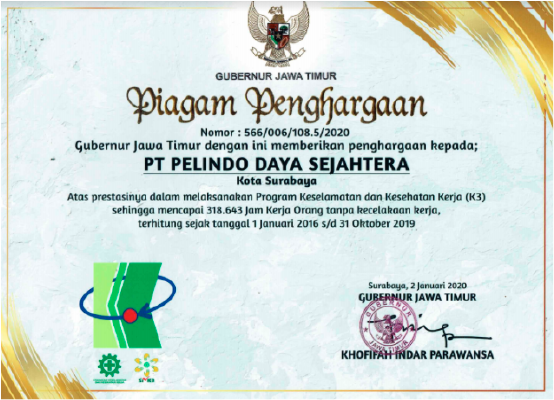 GUBERNUR JAWA TIMUR
Piagam Penghargaan
Nomor : 566/006/108.5/2020
Gubernur Jawa Timur dengan ini memberikan penghargaan kepada;
PT PELINDO DAYA SEJAHTERA
Kota Surabaya
Atas prestasinya dalam melaksanakan Program Keselamatan dan Kesehatan Kerja (K3)
sehingga mencapai 318.643 Jam Kerja Orang tanpa kecelakaan kerja,
terhitung sejak tanggal 1 Januari 2016 s/d 31 Oktober 2019
Surabaya, 2 Januari 2020
GUBERNUR JAWA TIMUR
GUBERNUR
JAWA TIMUR
KHOFIFAH INDAR PARAWANSA